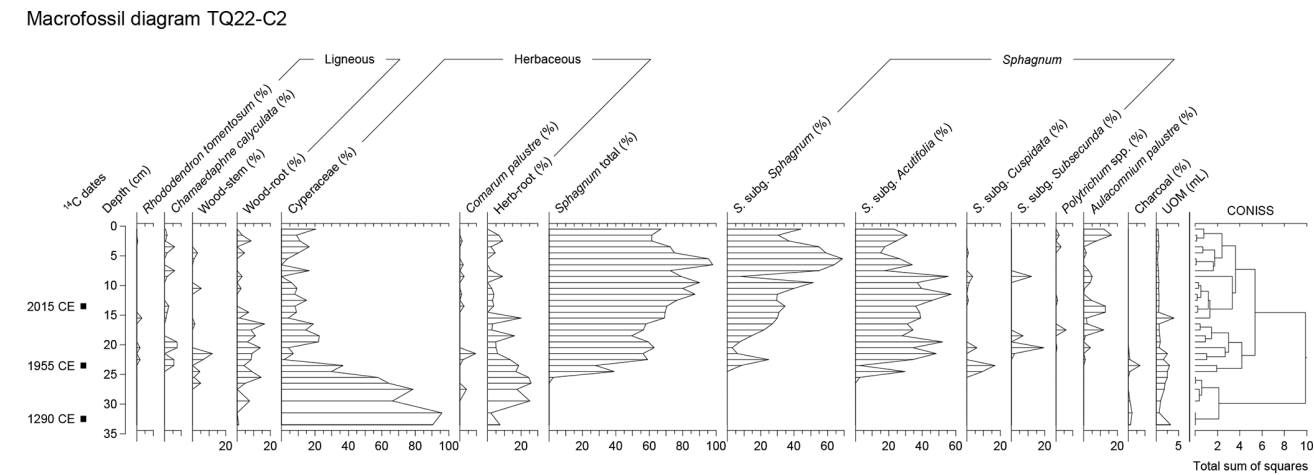 Macrofossil diagram TQ22-C2
Ligneous
Herbaceous
Sphagnum
¹⁴C dates
Depth (cm)
Rhododendron tomentosum (%)
Chamaedaphne calyculata (%)
Wood-stem (%)
Wood-root (%)
Cyperaceae (%)
Comarum palustre (%)
Herb-root (%)
Sphagnum total (%)
S. subg. Sphagnum (%)
S. subg. Acutifolia (%)
S. subg. Cuspidata (%)
S. subg. Subsecunda (%)
Polytrichum spp. (%)
Aulacomnium palustre (%)
Charcoal (%)
UOM (mL)
CONISS
0
5
10
2015 CE
15
20
1955 CE
25
30
1290 CE
35
20 20 20 40 60 80 100 20 20 40 60 80 100 20 40 60 20 40 60 20 20 20 5 2 4 6 8 10
Total sum of squares